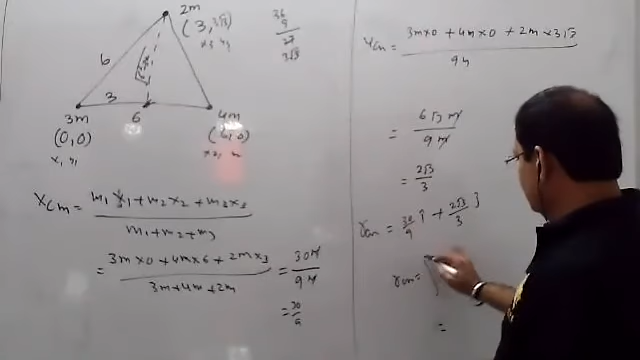 2m
(3, 3√3)
x3 y3
36
9
27
3√3
6
3
3m
6
4m
(0,0)
(6,0)
x1 y1
Xcm = m1x1+m2x2+m3x3
m1+m2+m3
= 3m×0+4m×6+2m×3
3m+4m+2m
= 30m
9m
= 30
9
Ycm = 3m×0 + 4m×0 + 2m×3√3
9m
= 6√3 m
9m
= 2√3
3
rcm = 30/9 i + 2√3/3 j
rcm = √
=